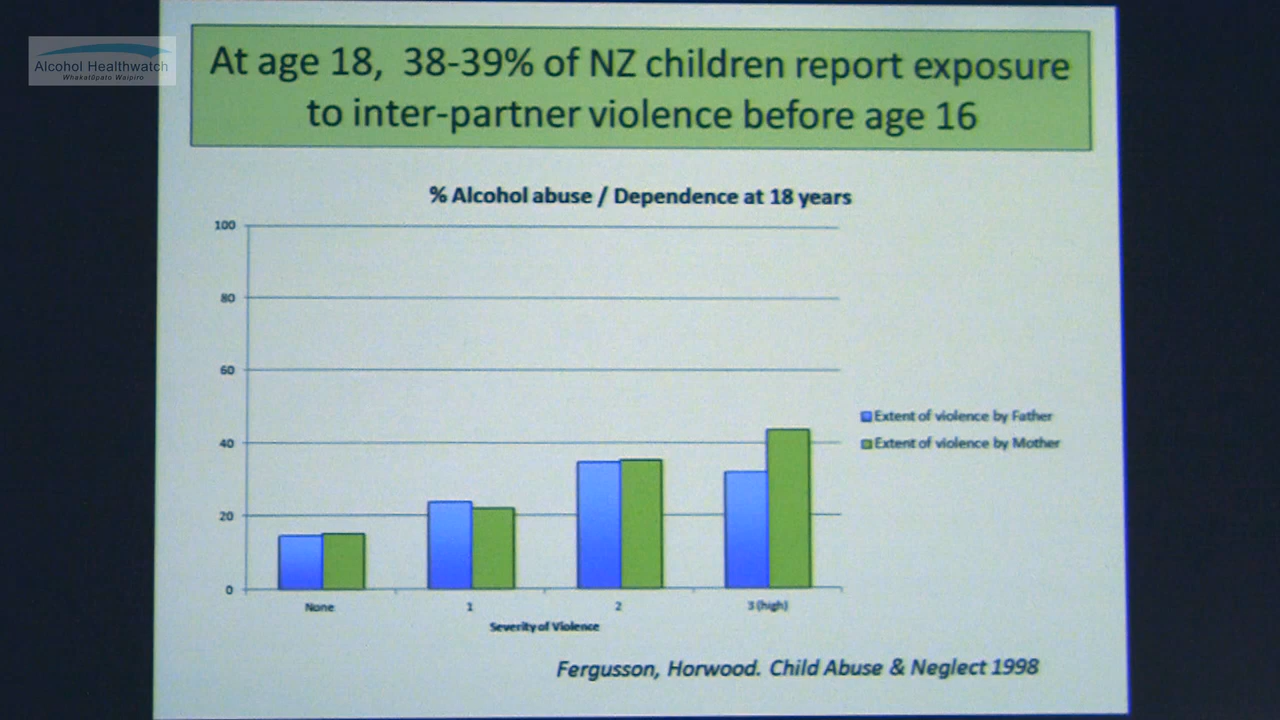 Alcohol Healthwatch
Whakatūpato Waipiro
At age 18, 38-39% of NZ children report exposure
to inter-partner violence before age 16
% Alcohol abuse / Dependence at 18 years
100
80
60
40
20
0
None
1
2
3 (high)
Severity of Violence
Extent of violence by Father
Extent of violence by Mother
Fergusson, Horwood. Child Abuse & Neglect 1998